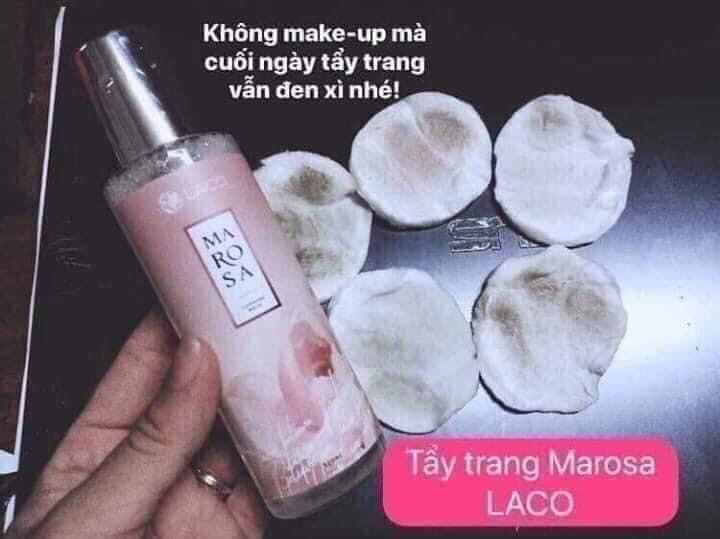 Không make-up mà
cuối ngày tẩy trang
vẫn đen xì nhé!
LACO
MA
RO
SA
Tẩy trang Marosa
LACO